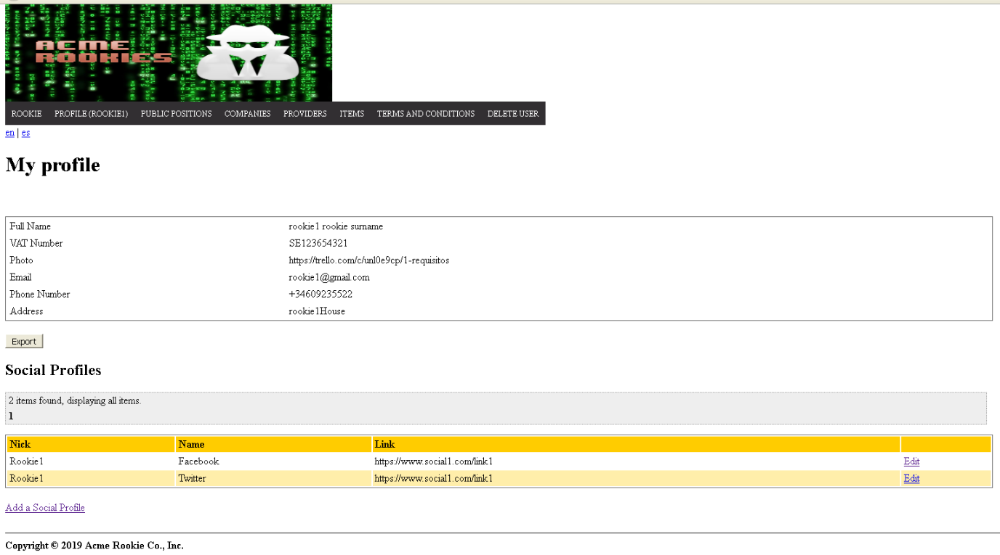 ACME
ROOKIES
ROOKIE PROFILE (ROOKIE1) PUBLIC POSITIONS COMPANIES PROVIDERS ITEMS TERMS AND CONDITIONS DELETE USER
en | es
My profile
Full Name rookie1 rookie surname
VAT Number SE123654321
Photo https://trello.com/c/unl0e9cp/1-requisitos
Email rookie1@gmail.com
Phone Number +34609235522
Address rookie1House
Export
Social Profiles
2 items found, displaying all items.
1
Nick Name Link
Rookie1 Facebook https://www.social1.com/link1 Edit
Rookie1 Twitter https://www.social1.com/link1 Edit
Add a Social Profile
Copyright © 2019 Acme Rookie Co., Inc.